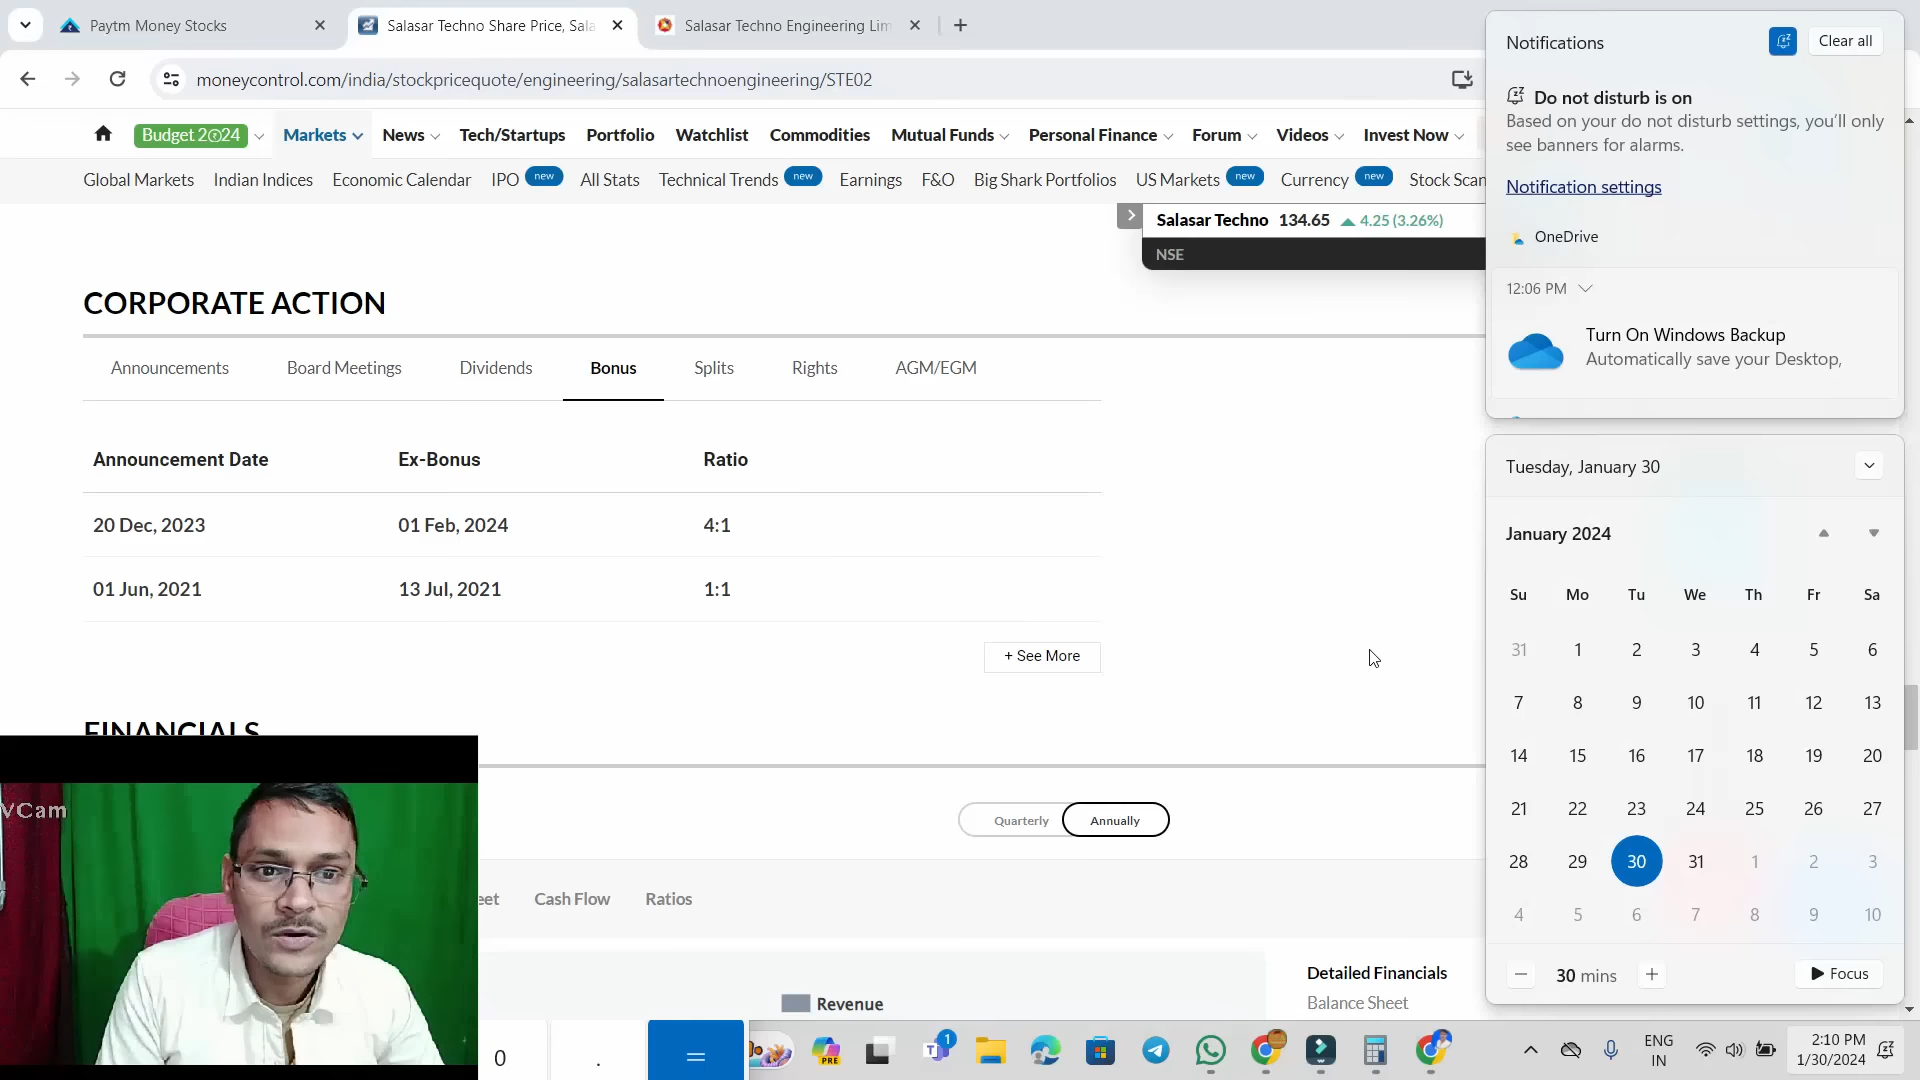 Paytm Money Stocks
Salasar Techno Share Price, Sala
Salasar Techno Engineering Lim
moneycontrol.com/india/stockpricequote/engineering/salasartechnoengineering/STE02
Budget 2024
Markets
News
Tech/Startups
Portfolio
Watchlist
Commodities
Mutual Funds
Personal Finance
Forum
Videos
Invest Now
Global Markets
Indian Indices
Economic Calendar
IPO new
All Stats
Technical Trends new
Earnings
F&O
Big Shark Portfolios
US Markets new
Currency new
Stock Scan
Salasar Techno 134.65 4.25 (3.26%)
NSE
CORPORATE ACTION
Announcements Board Meetings Dividends Bonus Splits Rights AGM/EGM
Announcement Date Ex-Bonus Ratio
20 Dec, 2023 01 Feb, 2024 4:1
01 Jun, 2021 13 Jul, 2021 1:1
+ See More
FINANCIALS
Quarterly Annually
eet Cash Flow Ratios
Revenue
Detailed Financials
Balance Sheet
VCam
0 . =
Notifications
Clear all
Do not disturb is on
Based on your do not disturb settings, you'll only
see banners for alarms.
Notification settings
OneDrive
12:06 PM
Turn On Windows Backup
Automatically save your Desktop,
Tuesday, January 30
January 2024
Su Mo Tu We Th Fr Sa
31 1 2 3 4 5 6
7 8 9 10 11 12 13
14 15 16 17 18 19 20
21 22 23 24 25 26 27
28 29 30 31 1 2 3
4 5 6 7 8 9 10
− 30 mins + Focus
PRE
1
ENG
IN
2:10 PM
1/30/2024